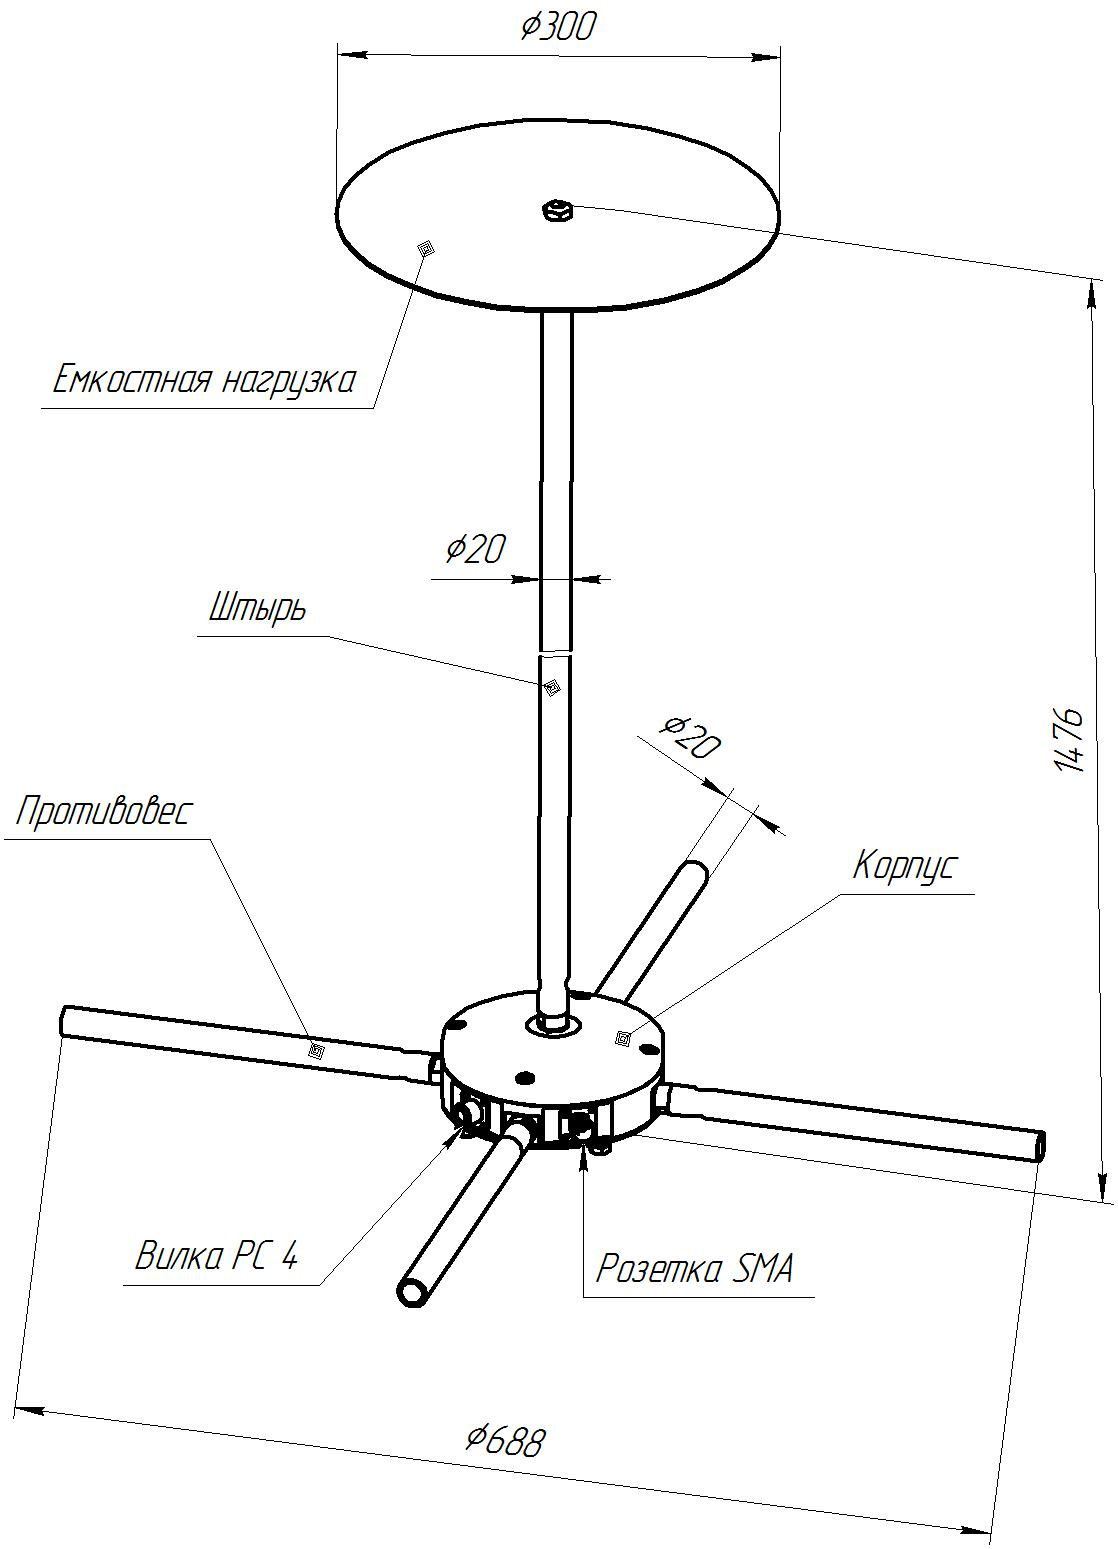 ϕ300
Емкостная нагрузка
ϕ20
Штырь
ϕ20
1476
Противовес
Корпус
Вилка РС 4
Розетка SMA
ϕ688